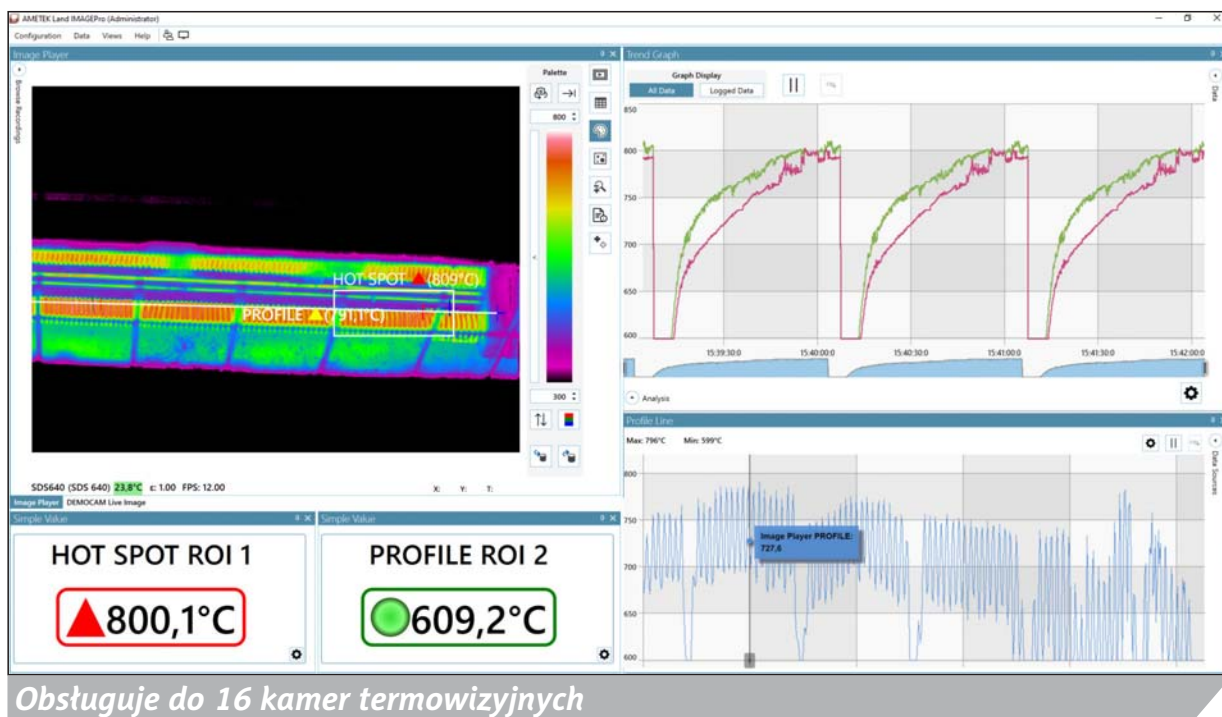 AMETEK Land IMAGEPro (Administrator)
Configuration Data Views Help
Image Player
Browse Recordings
Palette
800
300
HOT SPOT (809°C)
PROFILE (791,1°C)
SDS640 (SDS 640) 23,8°C ε: 1.00 FPS: 12.00 X: Y: T:
Image Player DEMOCAM Live Image
Simple Value
HOT SPOT ROI 1
800,1°C
Simple Value
PROFILE ROI 2
609,2°C
Trend Graph
Graph Display
All Data Logged Data
Data
850
800
750
700
650
600
15:39:30.0 15:40:00.0 15:40:30.0 15:41:00.0 15:41:30.0 15:42:00.0
Analysis
Profile Line
Max: 796°C Min: 599°C
Data Sources
800
750
700
650
600
Image Player PROFILE:
727,6
Obsługuje do 16 kamer termowizyjnych